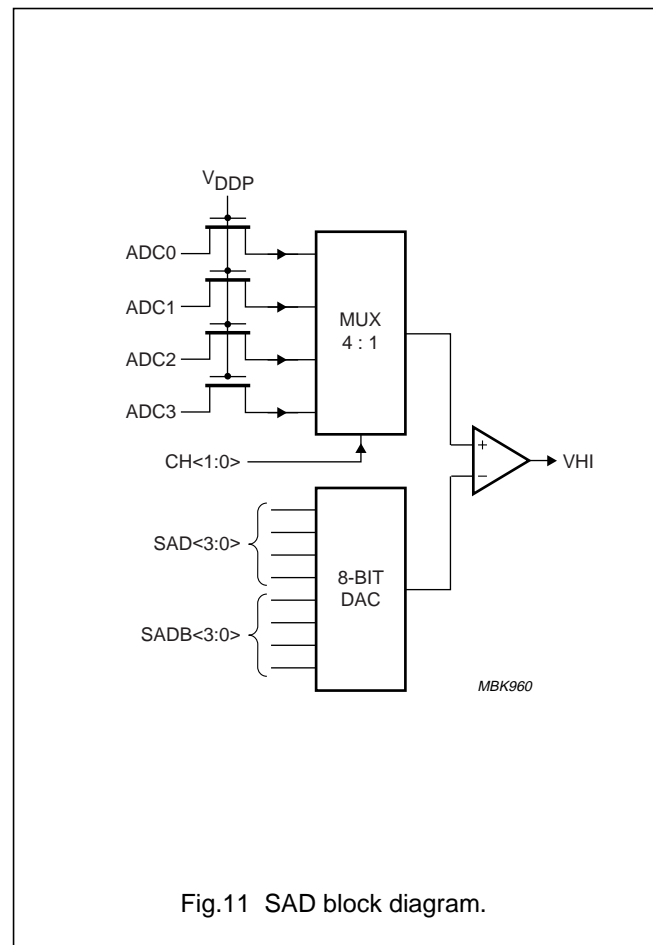 VDDP
ADC0
ADC1
ADC2
ADC3
MUX
4 : 1
CH<1:0>
+
−
VHI
SAD<3:0>
SADB<3:0>
8-BIT
DAC
MBK960
Fig.11 SAD block diagram.